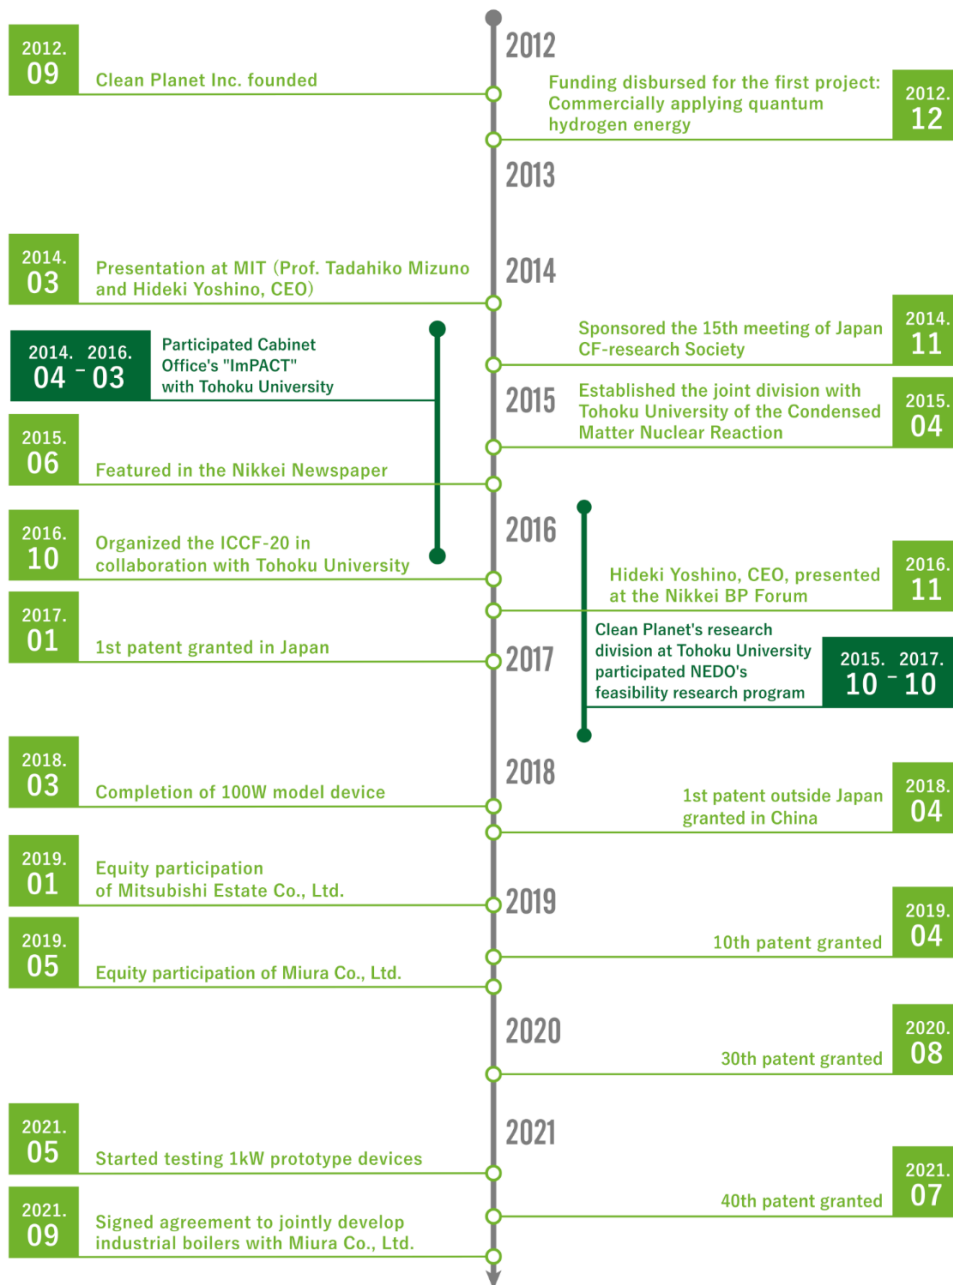 2012
2012.
09
Clean Planet Inc. founded
Funding disbursed for the first project:
Commercially applying quantum
hydrogen energy
2012.
12
2013
2014
2014.
03
Presentation at MIT (Prof. Tadahiko Mizuno
and Hideki Yoshino, CEO)
2014. 2016.
04 - 03
Participated Cabinet
Office's "ImPACT"
with Tohoku University
Sponsored the 15th meeting of Japan
CF-research Society
2014.
11
2015
Established the joint division with
Tohoku University of the Condensed
Matter Nuclear Reaction
2015.
04
2015.
06
Featured in the Nikkei Newspaper
2016
2016.
10
Organized the ICCF-20 in
collaboration with Tohoku University
Hideki Yoshino, CEO, presented
at the Nikkei BP Forum
2016.
11
2017.
01
1st patent granted in Japan
2017
Clean Planet's research
division at Tohoku University
participated NEDO's
feasibility research program
2015. 2017.
10 - 10
2018
2018.
03
Completion of 100W model device
1st patent outside Japan
granted in China
2018.
04
2019.
01
Equity participation
of Mitsubishi Estate Co., Ltd.
2019
10th patent granted
2019.
04
2019.
05
Equity participation of Miura Co., Ltd.
2020
30th patent granted
2020.
08
2021
2021.
05
Started testing 1kW prototype devices
40th patent granted
2021.
07
2021.
09
Signed agreement to jointly develop
industrial boilers with Miura Co., Ltd.